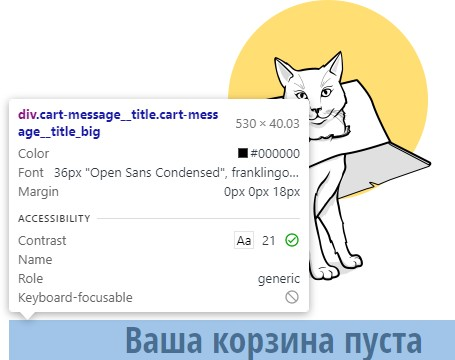 div.cart-message__title.cart-mess
age__title_big
530 × 40.03
Color #000000
Font 36px "Open Sans Condensed", franklingo...
Margin 0px 0px 18px
ACCESSIBILITY
Contrast Aa 21
Name
Role generic
Keyboard-focusable
Ваша корзина пуста